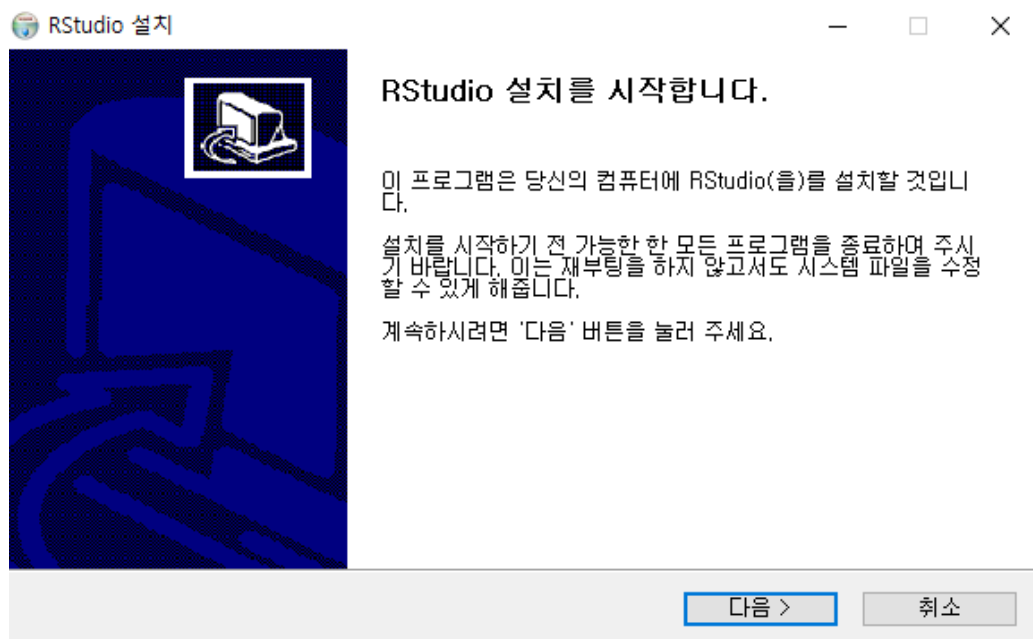 RStudio 설치
RStudio 설치를 시작합니다.
이 프로그램은 당신의 컴퓨터에 RStudio(을)를 설치할 것입니
다.
설치를 시작하기 전 가능한 한 모든 프로그램을 종료하여 주시
기 바랍니다. 이는 재부팅을 하지 않고서도 시스템 파일을 수정
할 수 있게 해줍니다.
계속하시려면 '다음' 버튼을 눌러 주세요.
다음 >
취소